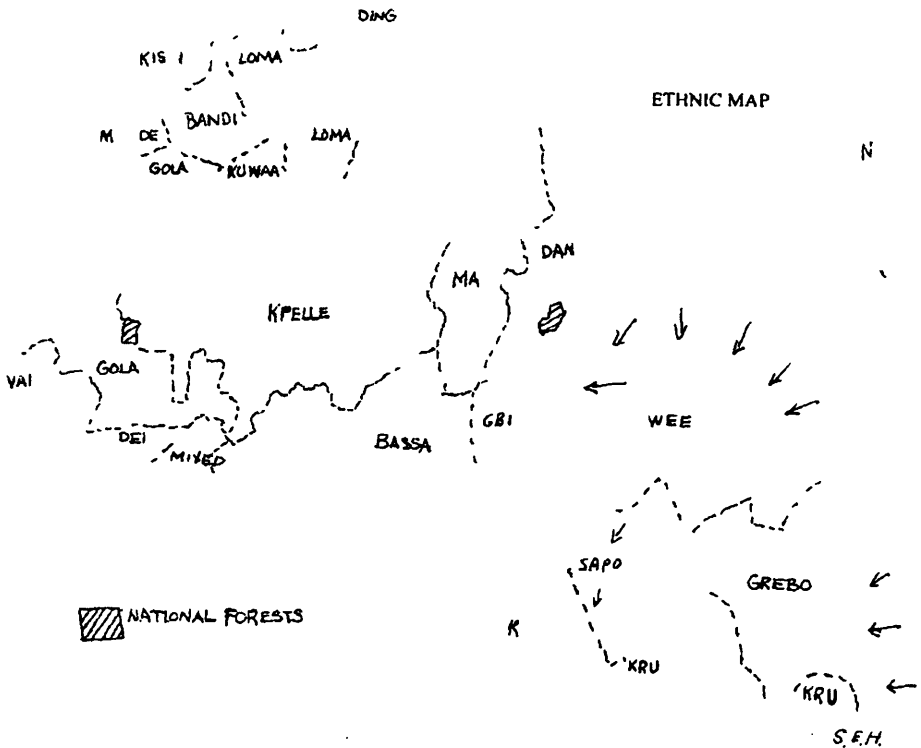 DING
KISI
LOMA
ETHNIC MAP
BANDI
M DE
LOMA
N
GOLA
KUWAA
DAN
MA
KPELLE
GOLA
VAI
GBI
WEE
DEI
BASSA
MIXED
SAPO
GREBO
NATIONAL FORESTS
K
KRU
KRU
S.E.H.